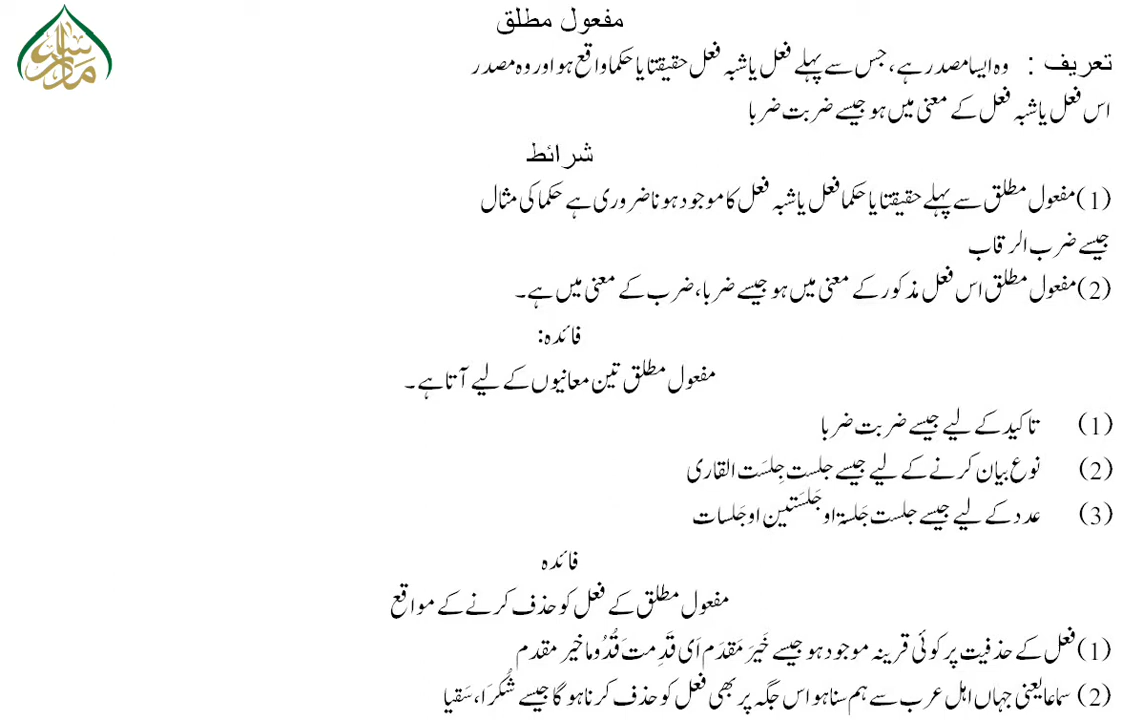 مفعول مطلق
تعریف : وہ ایسا مصدر ہے، جس سے پہلے فعل یا شبہ فعل حقیقتا یا حکما واقع ہو اور وہ مصدر
اس فعل یا شبہ فعل کے معنی میں ہو جیسے ضربت ضربا
شرائط
(1) مفعول مطلق سے پہلے حقیقتا یا حکما فعل یا شبہ فعل کا موجود ہونا ضروری ہے حکما کی مثال
جیسے ضرب الرقاب
(2) مفعول مطلق اس فعل مذکور کے معنی میں ہو جیسے ضربا، ضرب کے معنی میں ہے۔
فائدہ:
مفعول مطلق تین معانیوں کے لیے آتا ہے۔
(1) تاکید کے لیے جیسے ضربت ضربا
(2) نوع بیان کرنے کے لیے جیسے جلست جِلسَت القاری
(3) عدد کے لیے جیسے جلست جَلسۃ او جَلسَتین او جَلسات
فائدہ
مفعول مطلق کے فعل کو حذف کرنے کے مواقع
(1) فعل کے حذفیت پر کوئی قرینہ موجود ہو جیسے خَیرَ مَقدَم اَی قَدِمتَ قُدُوما خیر مقدم
(2) سماعا یعنی جہاں اہل عرب سے ہم سنا ہو اس جگہ پر بھی فعل کو حذف کرنا ہو گا جیسے شُکرَا، سَقیا